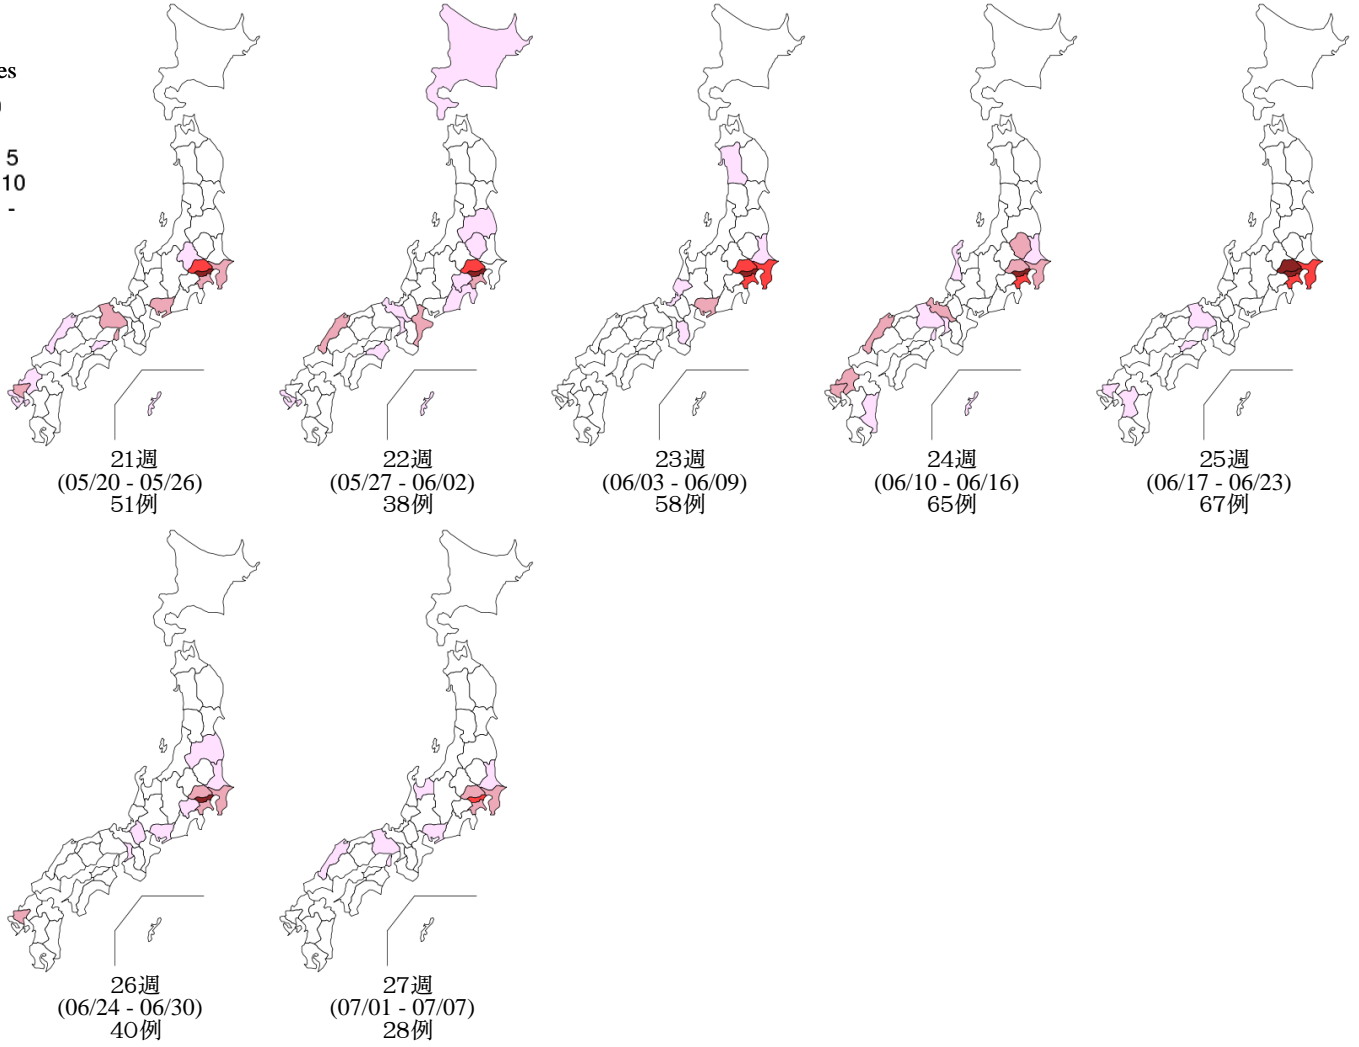 es
5
10
-
21週
(05/20 - 05/26)
51例
22週
(05/27 - 06/02)
38例
23週
(06/03 - 06/09)
58例
24週
(06/10 - 06/16)
65例
25週
(06/17 - 06/23)
67例
26週
(06/24 - 06/30)
40例
27週
(07/01 - 07/07)
28例